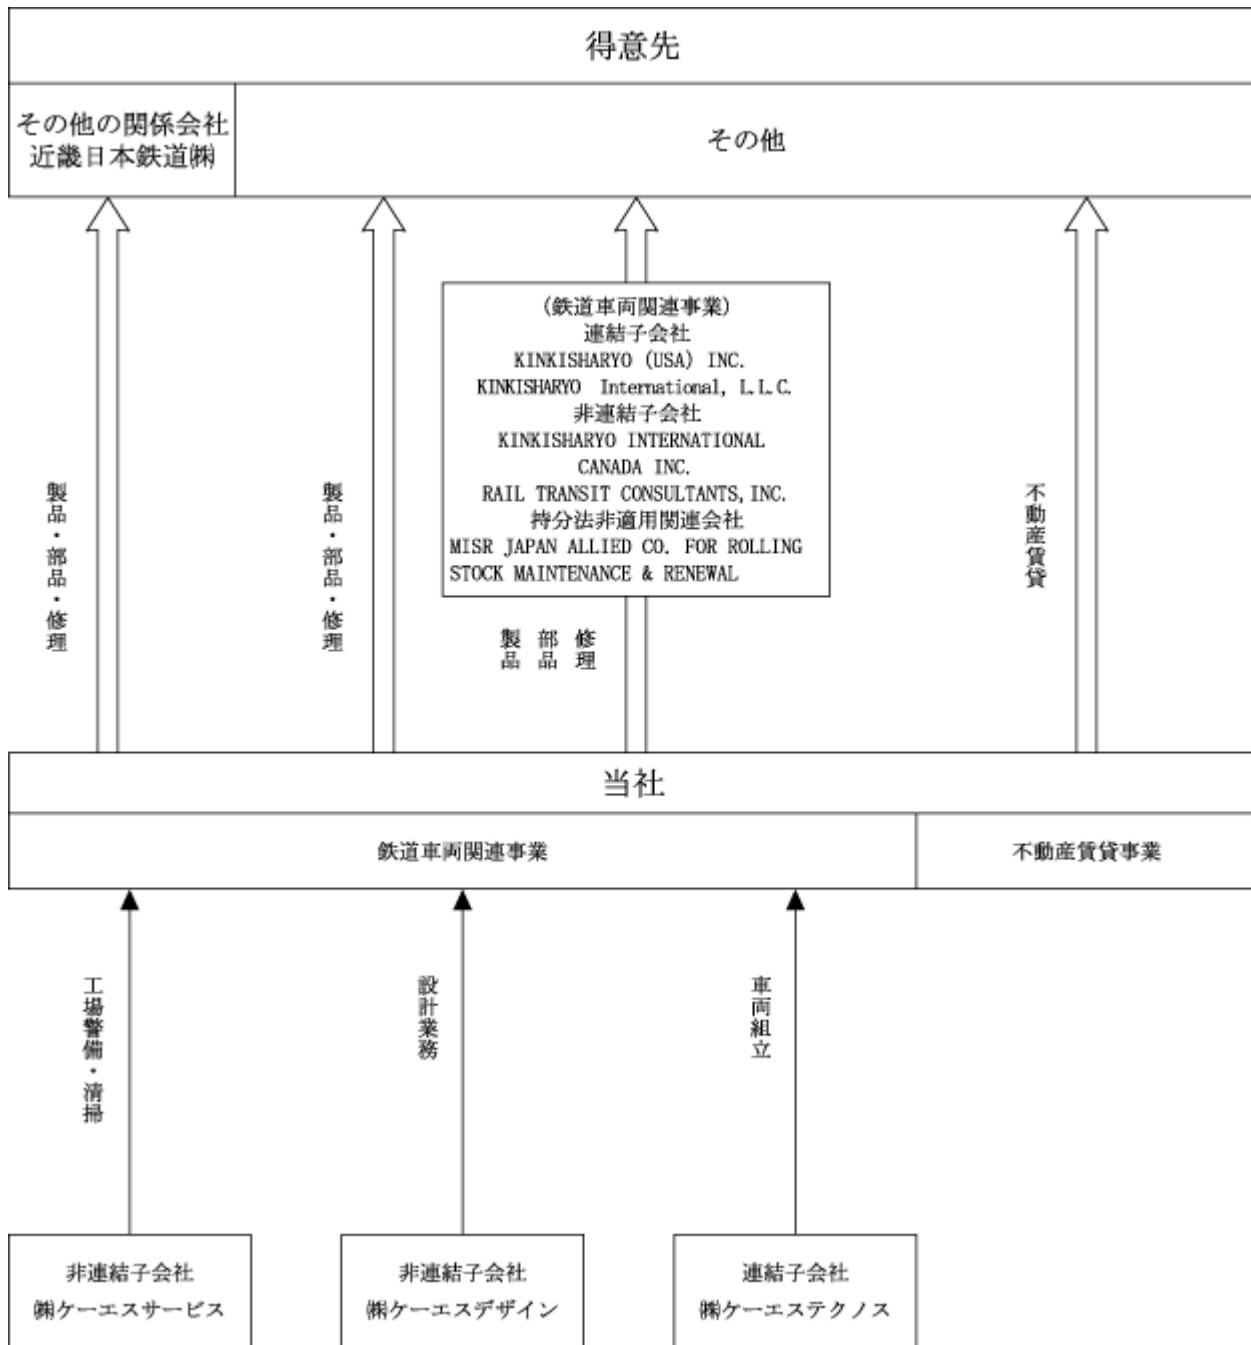 得意先
その他の関係会社
近畿日本鉄道㈱
その他
(鉄道車両関連事業)
連結子会社
KINKISHARYO (USA) INC.
KINKISHARYO International, L.L.C.
非連結子会社
KINKISHARYO INTERNATIONAL
CANADA INC.
RAIL TRANSIT CONSULTANTS, INC.
持分法非適用関連会社
MISR JAPAN ALLIED CO. FOR ROLLING
STOCK MAINTENANCE & RENEWAL
製品・部品・修理
製品・部品・修理
製品
部品
修理
不動産賃貸
当社
鉄道車両関連事業
不動産賃貸事業
工場警備・清掃
設計業務
車両組立
非連結子会社
㈱ケーエスサービス
非連結子会社
㈱ケーエスデザイン
連結子会社
㈱ケーエステクノス